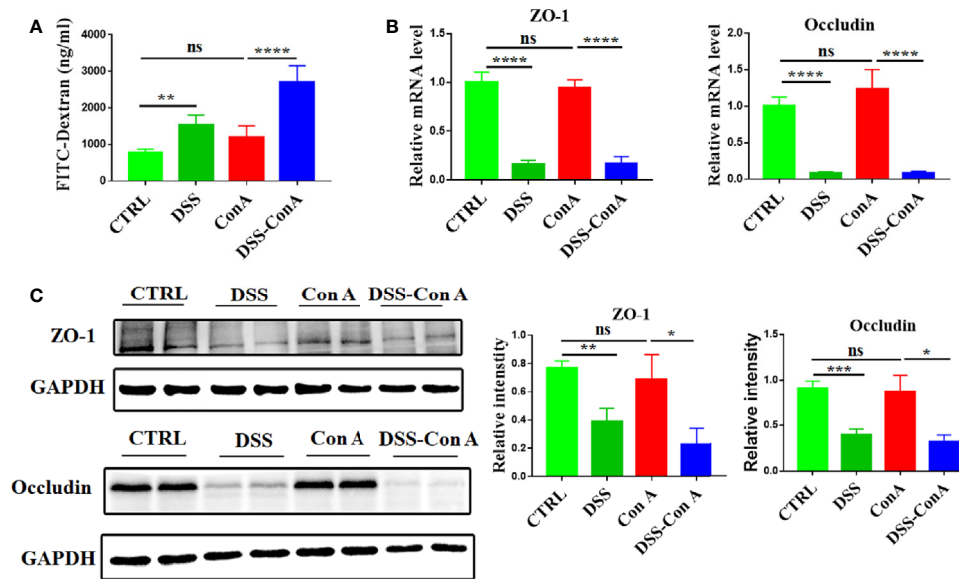 A
FITC-Dextran (ng/ml)
4000
3000
2000
1000
0
ns
****
**
CTRL
DSS
ConA
DSS-ConA
B
ZO-1
Relative mRNA level
1.5
1.0
0.5
0.0
ns
****
****
CTRL
DSS
ConA
DSS-ConA
Occludin
Relative mRNA level
2.0
1.5
1.0
0.5
0.0
ns
****
****
CTRL
DSS
ConA
DSS-ConA
C
CTRL DSS Con A DSS-Con A
ZO-1
GAPDH
CTRL DSS Con A DSS-Con A
Occludin
GAPDH
ZO-1
Relative intenstity
1.0
0.8
0.6
0.4
0.2
0.0
ns
**
*
CTRL
DSS
Con A
DSS-Con A
Occludin
Relative intensity
1.5
1.0
0.5
0.0
ns
***
*
CTRL
DSS
ConA
DSS-ConA